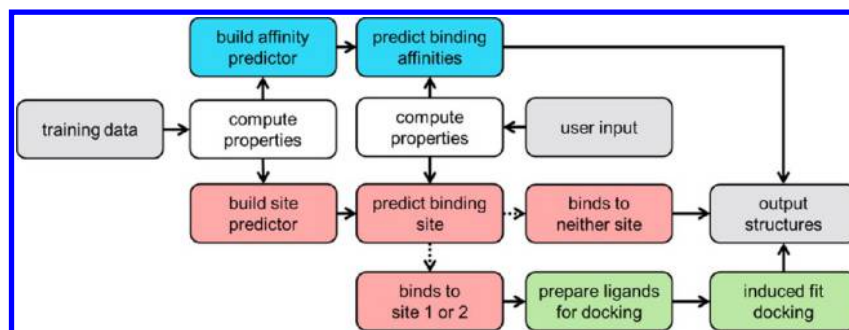 build affinity
predictor
predict binding
affinities
training data
compute
properties
compute
properties
user input
build site
predictor
predict binding
site
binds to
neither site
output
structures
binds to
site 1 or 2
prepare ligands
for docking
induced fit
docking